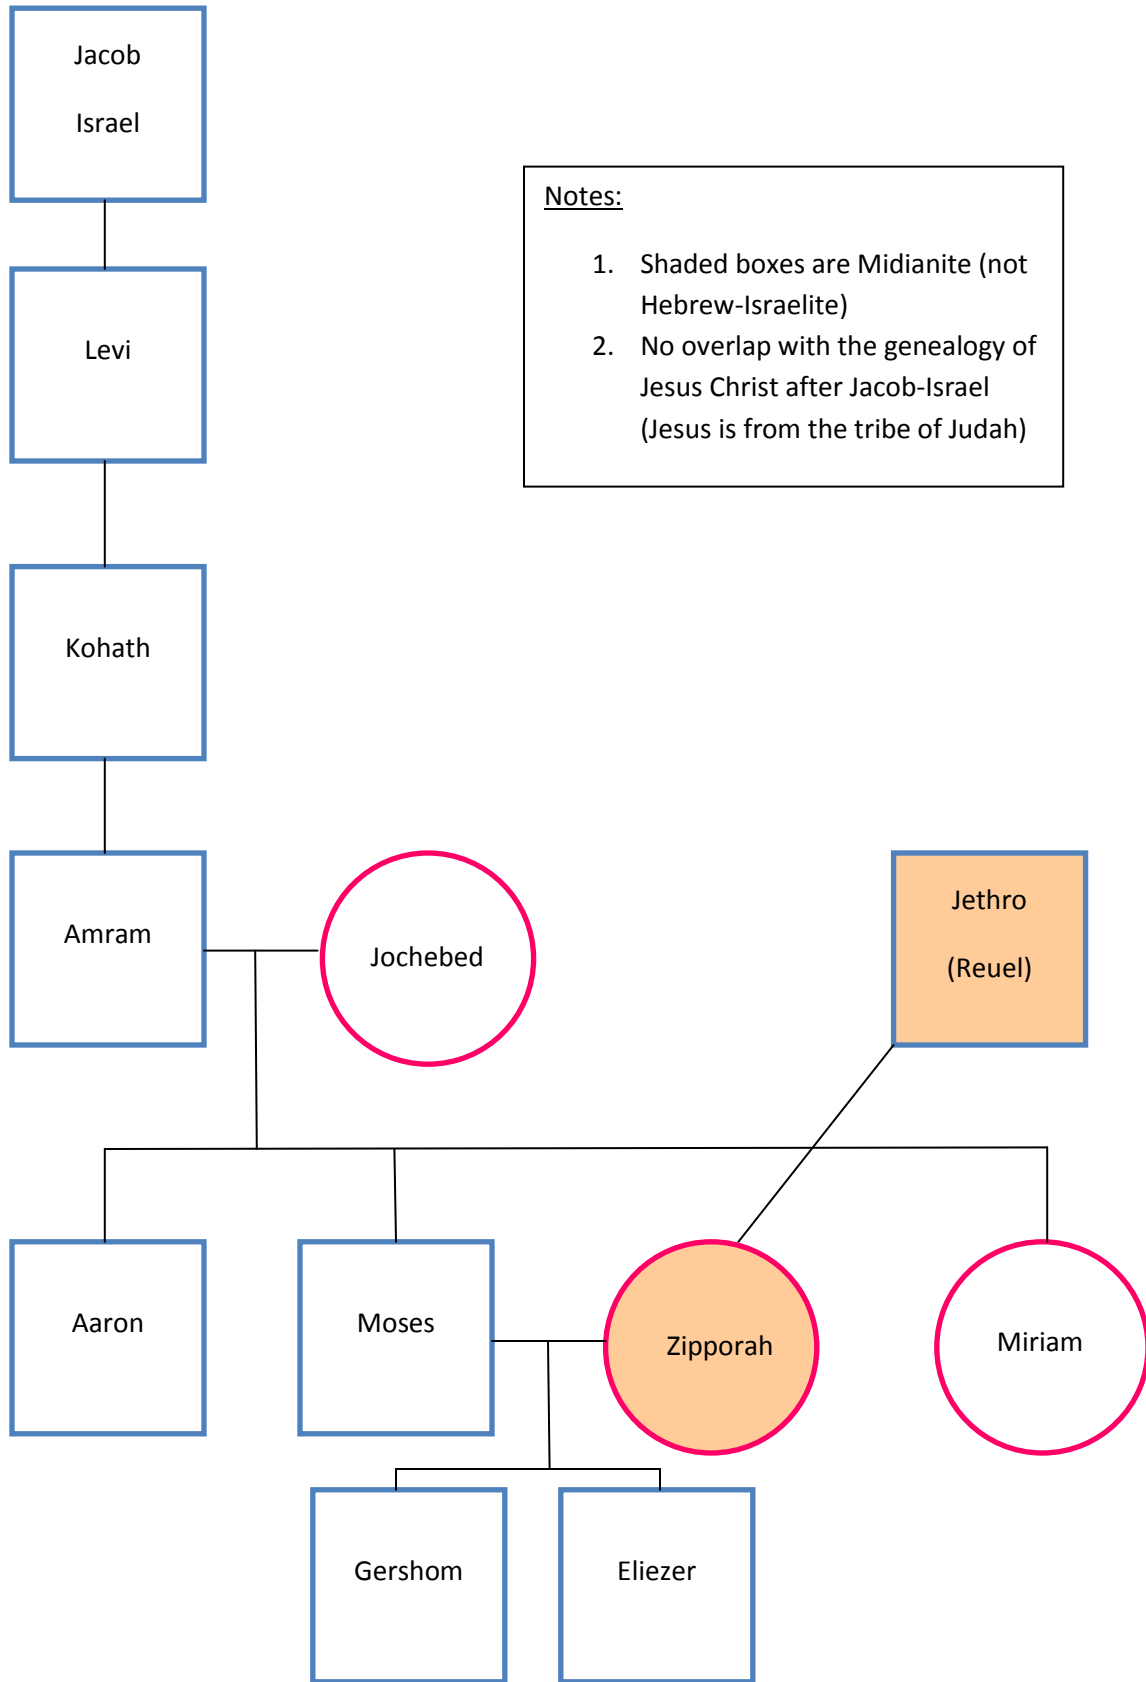 Jacob
Israel
Notes:
1. Shaded boxes are Midianite (not
Hebrew-Israelite)
2. No overlap with the genealogy of
Jesus Christ after Jacob-Israel
(Jesus is from the tribe of Judah)
Levi
Kohath
Amram
Jochebed
Jethro
(Reuel)
Aaron
Moses
Zipporah
Miriam
Gershom
Eliezer